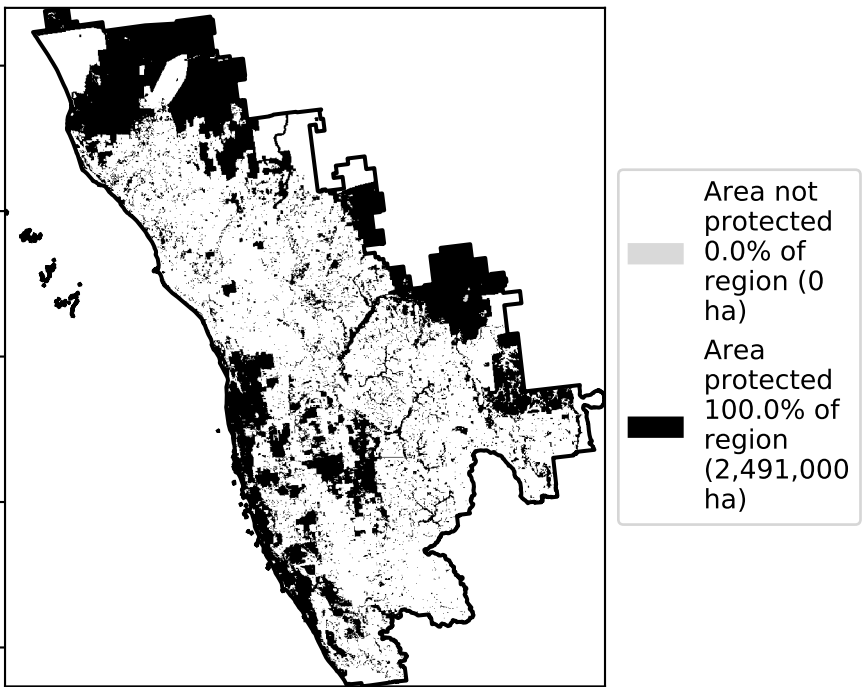 Area not
protected
0.0% of
region (0
ha)
Area
protected
100.0% of
region
(2,491,000
ha)